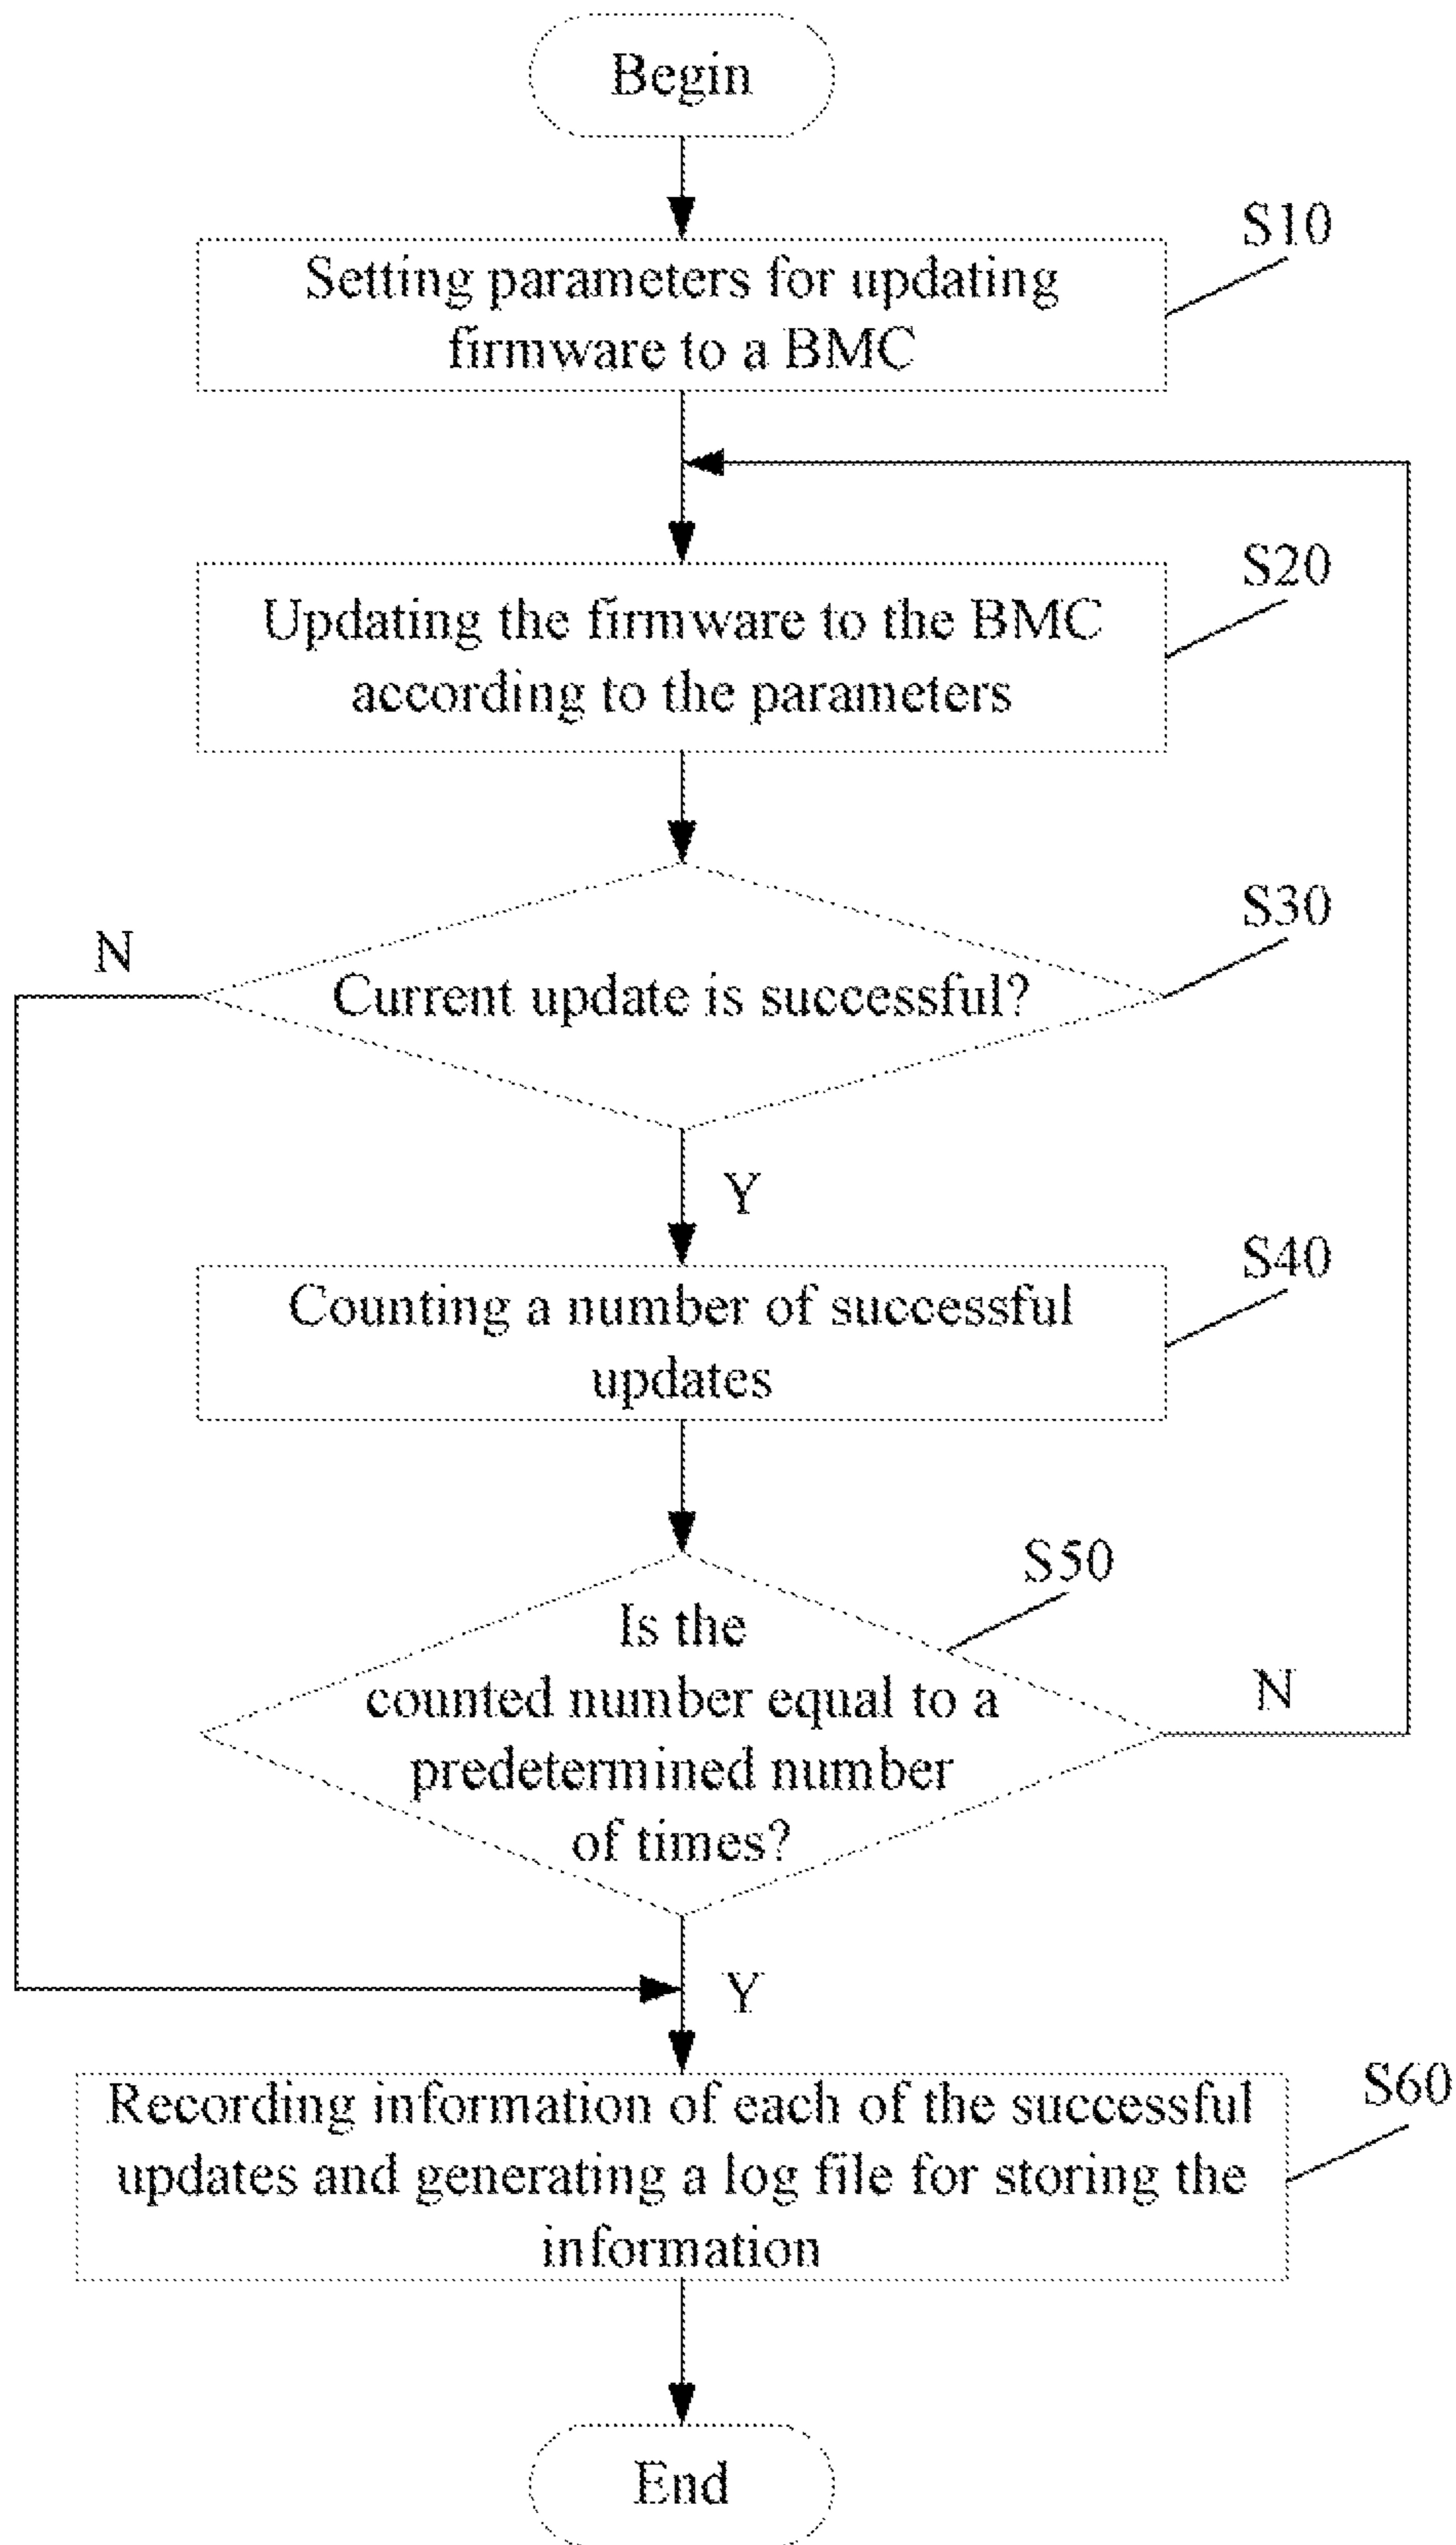 Begin
S10
Setting parameters for updating
firmware to a BMC
S20
Updating the firmware to the BMC
according to the parameters
S30
N
Current update is successful?
Y
S40
Counting a number of successful
updates
S50
Is the
counted number equal to a
N
predetermined number
of times?
Y
S60
Recording information of each of the successful
updates and generating a log file for storing the
information
End